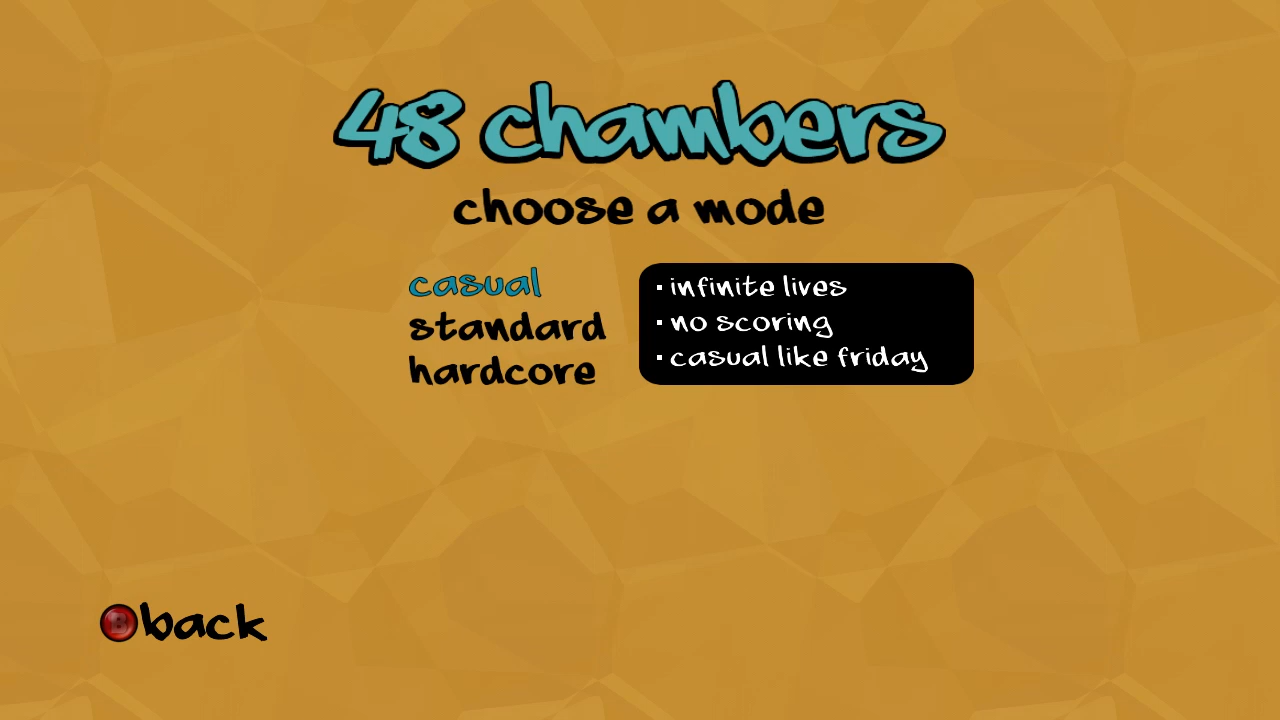 48 chambers
choose a mode
casual
standard
hardcore
▪ infinite lives
▪ no scoring
▪ casual like friday
B back